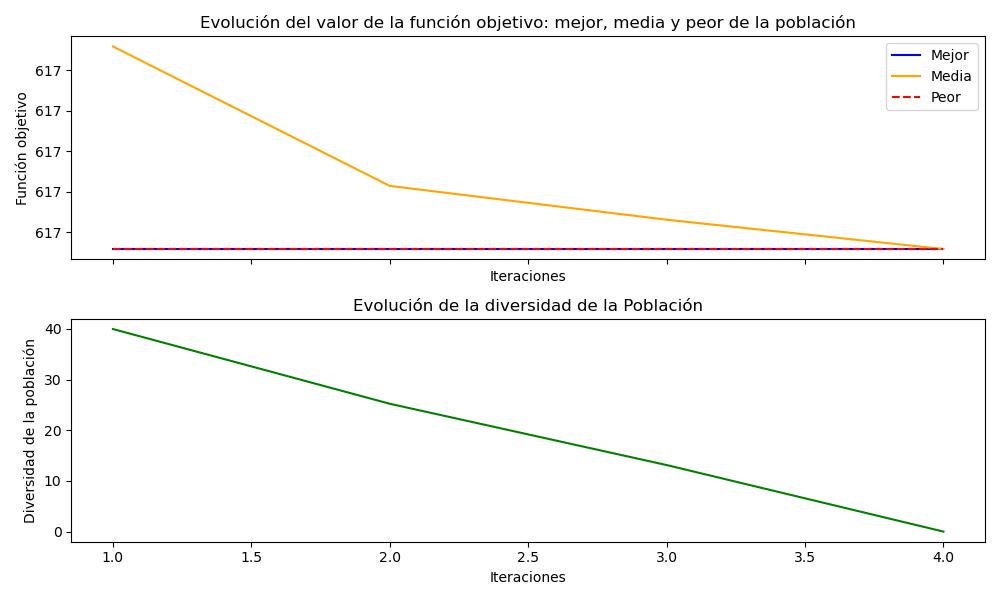 Evolución del valor de la función objetivo: mejor, media y peor de la población
Función objetivo
617
617
617
617
617
Mejor
Media
Peor
Iteraciones
Evolución de la diversidad de la Población
Diversidad de la población
40
30
20
10
0
1.0 1.5 2.0 2.5 3.0 3.5 4.0
Iteraciones